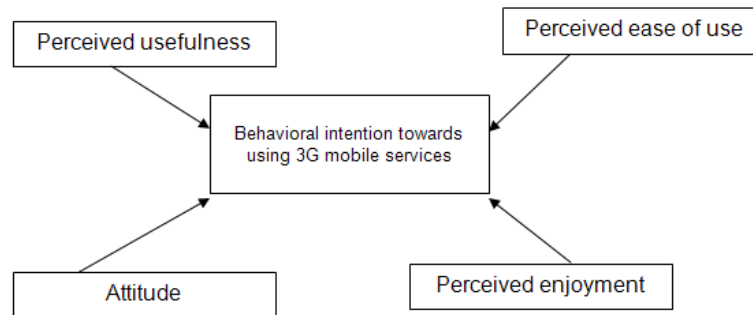 Perceived usefulness
Perceived ease of use
Behavioral intention towards
using 3G mobile services
Attitude
Perceived enjoyment